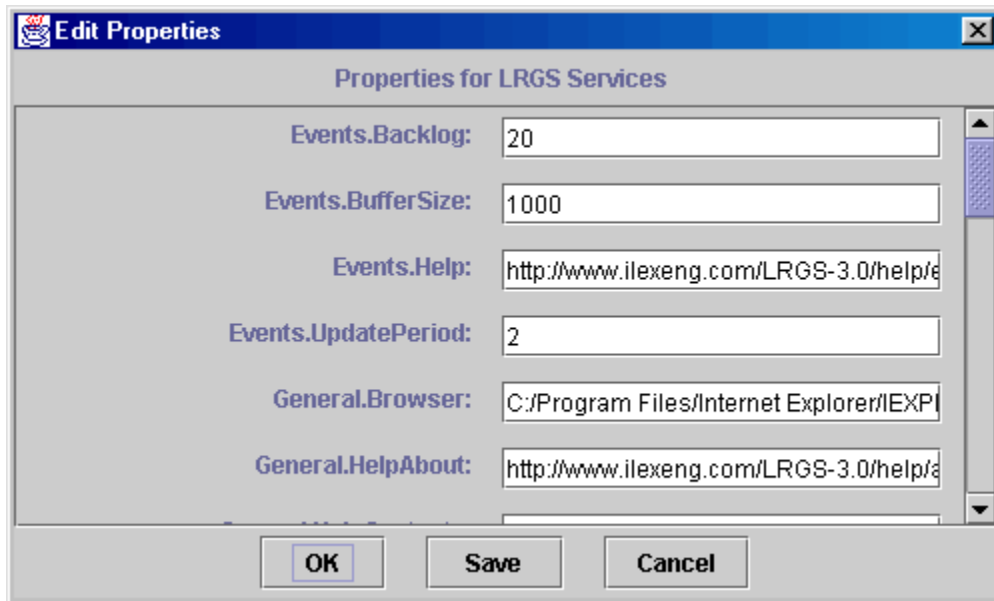 Edit Properties
Properties for LRGS Services
Events.Backlog: 20
Events.BufferSize: 1000
Events.Help: http://www.ilexeng.com/LRGS-3.0/help/e
Events.UpdatePeriod: 2
General.Browser: C:/Program Files/Internet Explorer/IEXPl
General.HelpAbout: http://www.ilexeng.com/LRGS-3.0/help/a
OK Save Cancel